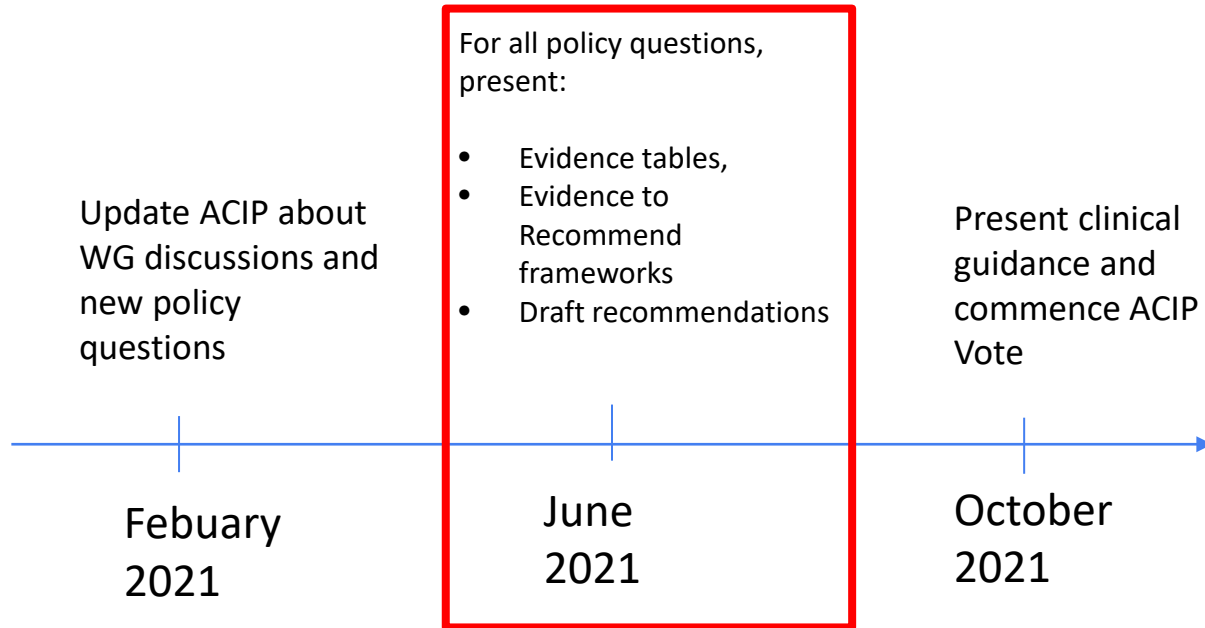 Update ACIP about
WG discussions and
new policy
questions
Febuary
2021
For all policy questions,
present:
• Evidence tables,
• Evidence to
Recommend
frameworks
• Draft recommendations
June
2021
Present clinical
guidance and
commence ACIP
Vote
October
2021